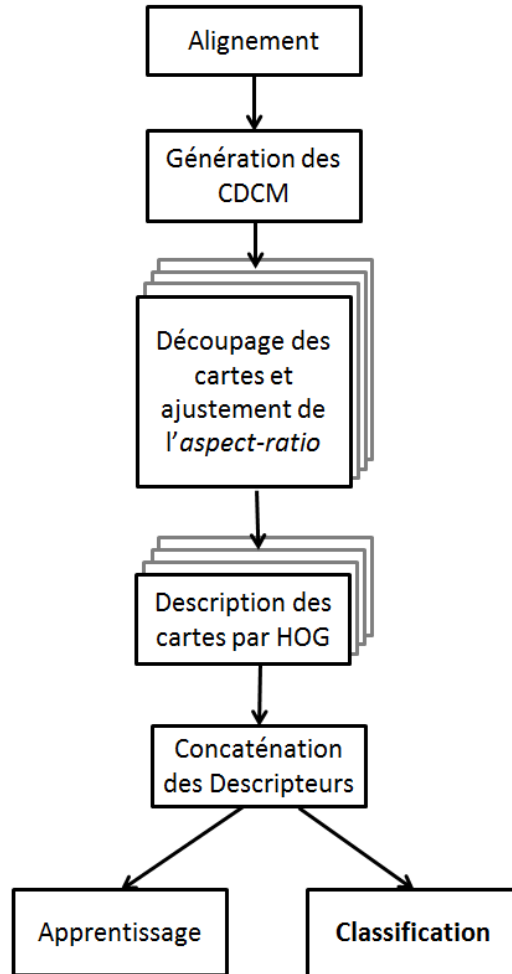 Alignement
Génération des
CDCM
Découpage des
cartes et
ajustement de
l'aspect-ratio
Description des
cartes par HOG
Concaténation
des Descripteurs
Apprentissage
Classification